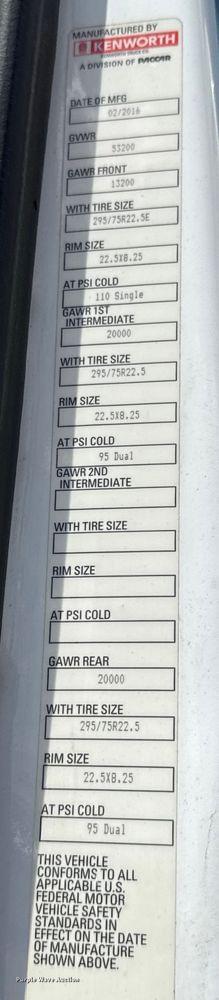 MANUFACTURED BY
KENWORTH
KENWORTH TRUCK CO.
A DIVISION OF PACCAR
DATE OF MFG
02/2016
GVWR
53200
GAWR FRONT
13200
WITH TIRE SIZE
295/75R22.5E
RIM SIZE
22.5X8.25
AT PSI COLD
110 Single
GAWR 1ST
INTERMEDIATE
20000
WITH TIRE SIZE
295/75R22.5
RIM SIZE
22.5X8.25
AT PSI COLD
95 Dual
GAWR 2ND
INTERMEDIATE
WITH TIRE SIZE
RIM SIZE
AT PSI COLD
GAWR REAR
20000
WITH TIRE SIZE
295/75R22.5
RIM SIZE
22.5X8.25
AT PSI COLD
95 Dual
THIS VEHICLE
CONFORMS TO ALL
APPLICABLE U.S.
FEDERAL MOTOR
VEHICLE SAFETY
STANDARDS IN
EFFECT ON THE DATE
OF MANUFACTURE
SHOWN ABOVE.
Purple Wave Auction